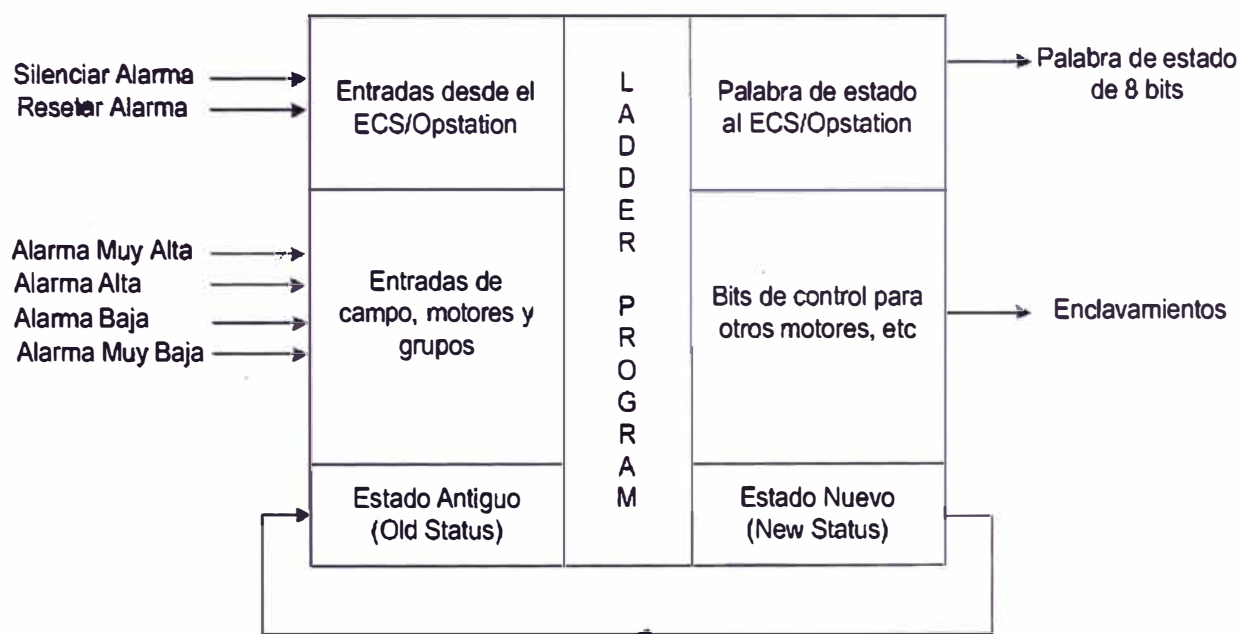 Silenciar Alarma
Resetar Alarma
Alarma Muy Alta
Alarma Alta
Alarma Baja
Alarma Muy Baja
Entradas desde el
ECS/Opstation
Entradas de
campo, motores y
grupos
Estado Antiguo
(Old Status)
LADDER PROGRAM
Palabra de estado
al ECS/Opstation
Bits de control para
otros motores, etc
Estado Nuevo
(New Status)
Palabra de estado
de 8 bits
Enclavamientos